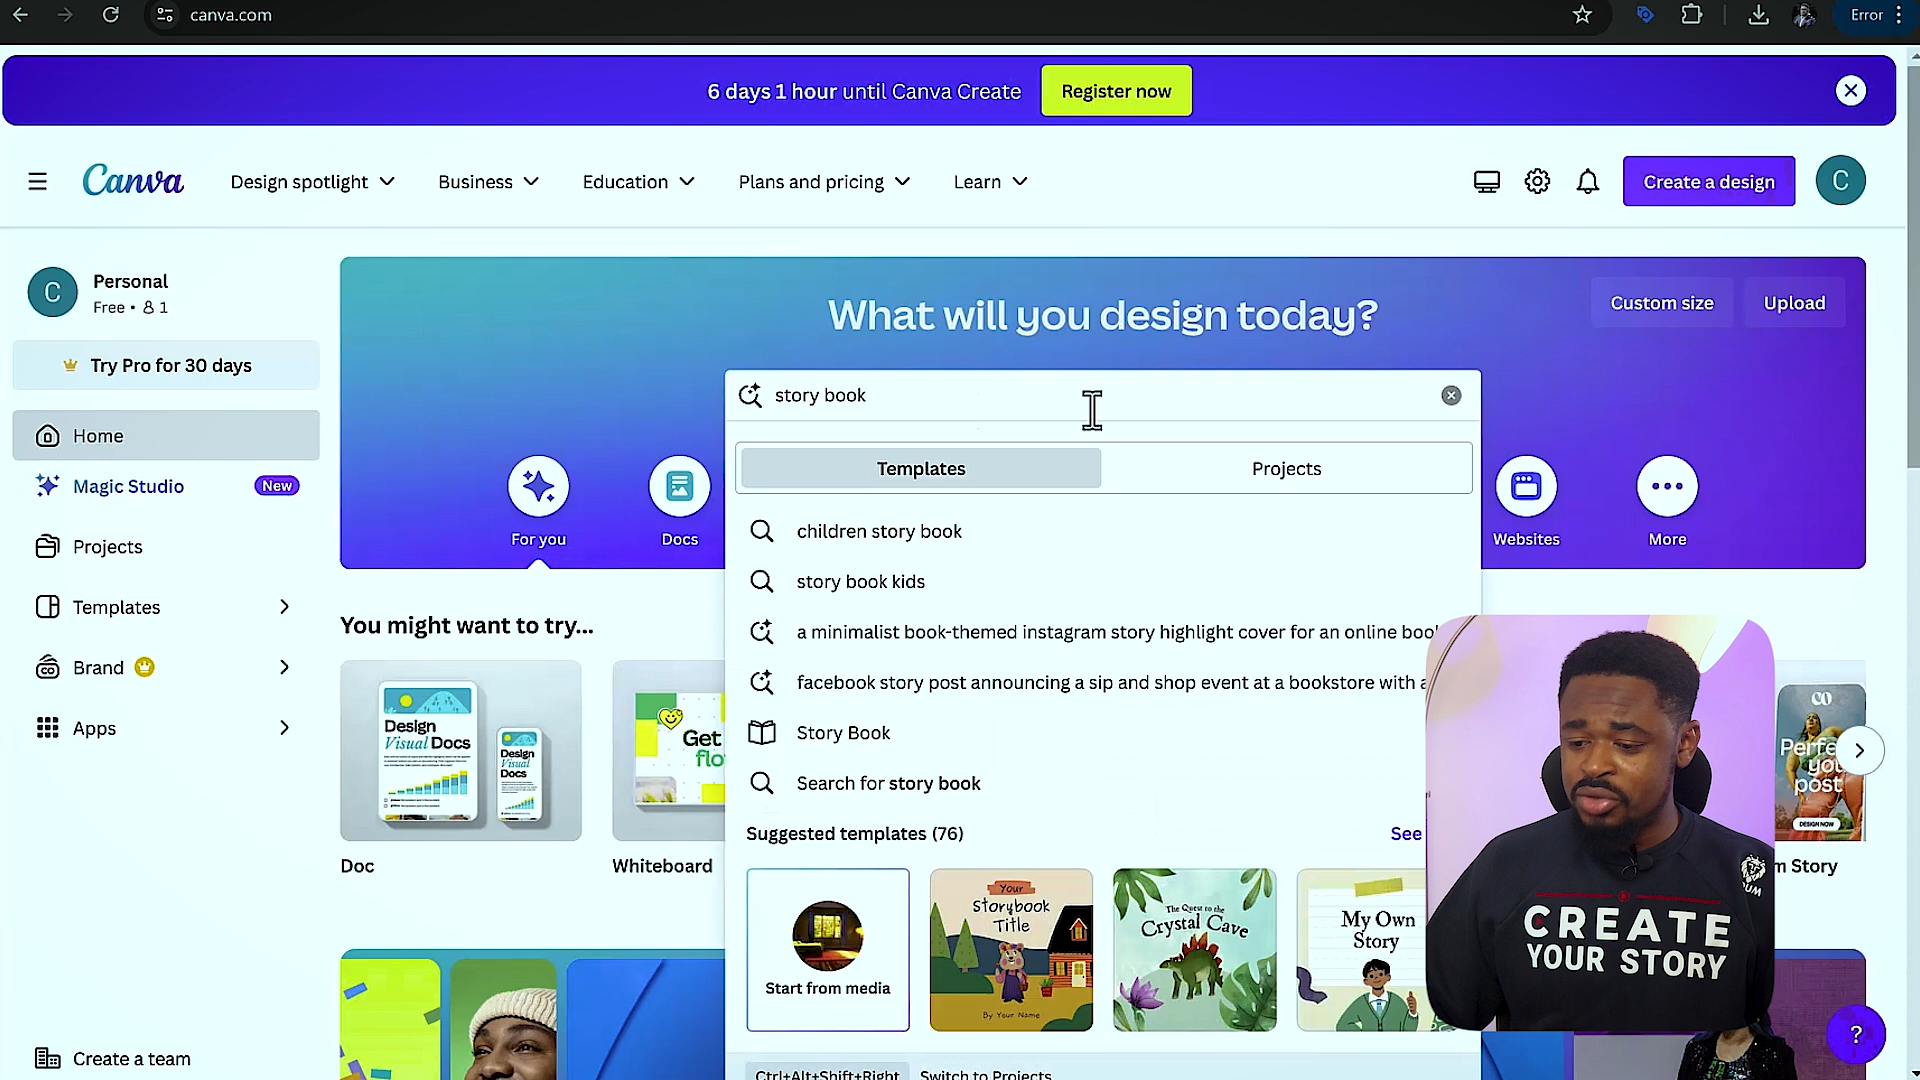 canva.com
Error
6 days 1 hour until Canva Create
Register now
Canva
Design spotlight
Business
Education
Plans and pricing
Learn
Create a design
C
C
Personal
Free • 1
Try Pro for 30 days
Home
Magic Studio
New
Projects
Templates
Brand
Apps
Create a team
What will you design today?
Custom size
Upload
story book
Templates
Projects
For you
Docs
Websites
More
children story book
story book kids
a minimalist book-themed instagram story highlight cover for an online
facebook story post announcing a sip and shop event at a bookstore with
Story Book
Search for story book
Suggested templates (76)
See
Start from media
Your
Storybook
Title
By Your Name
The Quest to the
Crystal Cave
My Own
Story
Ctrl+Alt+Shift+Right
Switch to Projects
You might want to try...
Design
Visual Docs
Design
Visual
Docs
Get
Doc
Whiteboard
post
DESIGN NOW
Story
CREATE
YOUR STORY
?